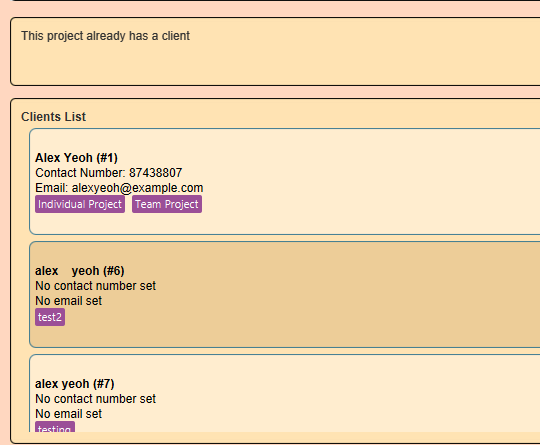 This project already has a client
Clients List
Alex Yeoh (#1)
Contact Number: 87438807
Email: alexyeoh@example.com
Individual Project Team Project
alex    yeoh (#6)
No contact number set
No email set
test2
alex yeoh (#7)
No contact number set
No email set
testing